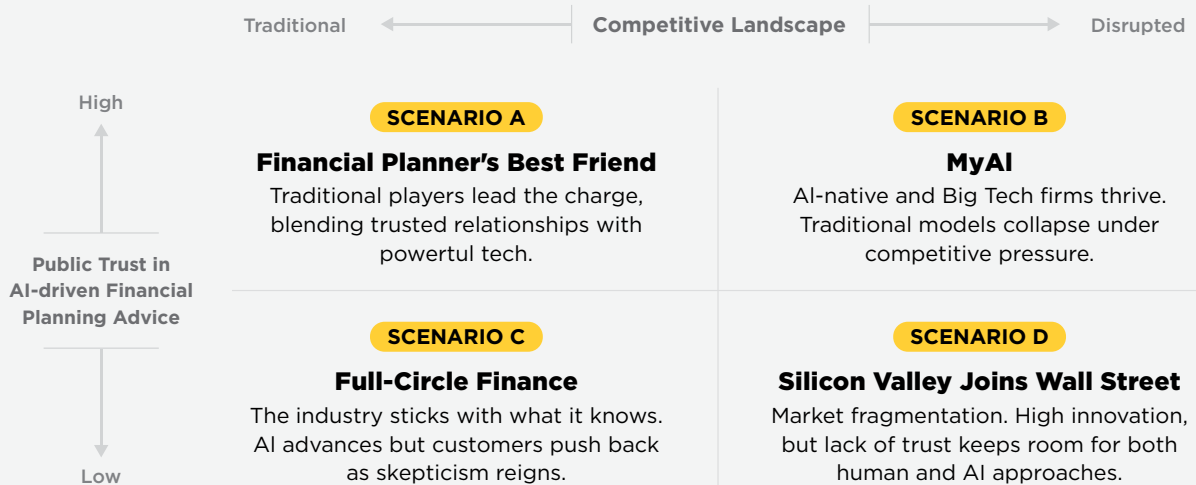 Traditional
Competitive Landscape
Disrupted
High
SCENARIO A
Financial Planner's Best Friend
Traditional players lead the charge,
blending trusted relationships with
powerful tech.
SCENARIO B
MyAI
AI-native and Big Tech firms thrive.
Traditional models collapse under
competitive pressure.
Public Trust in
AI-driven Financial
Planning Advice
SCENARIO C
Full-Circle Finance
The industry sticks with what it knows.
AI advances but customers push back
as skepticism reigns.
SCENARIO D
Silicon Valley Joins Wall Street
Market fragmentation. High innovation,
but lack of trust keeps room for both
human and AI approaches.
Low